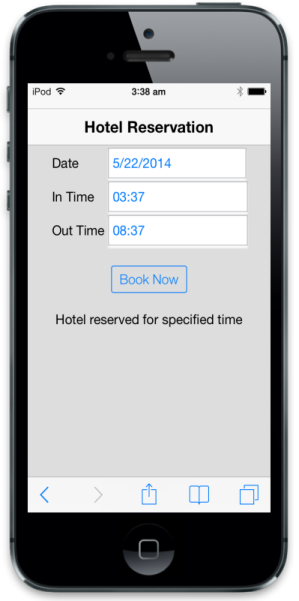 iPod 3:38 am
Hotel Reservation
Date 5/22/2014
In Time 03:37
Out Time 08:37
Book Now
Hotel reserved for specified time